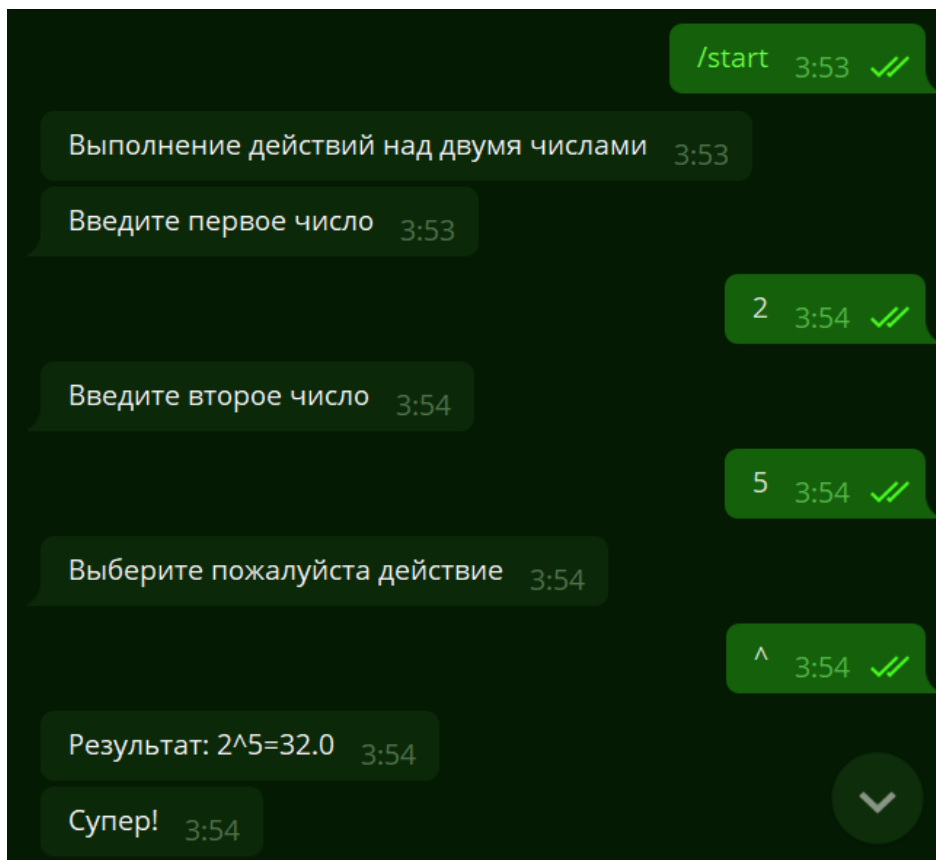 /start 3:53
Выполнение действий над двумя числами 3:53
Введите первое число 3:53
2 3:54
Введите второе число 3:54
5 3:54
Выберите пожалуйста действие 3:54
^ 3:54
Результат: 2^5=32.0 3:54
Супер! 3:54